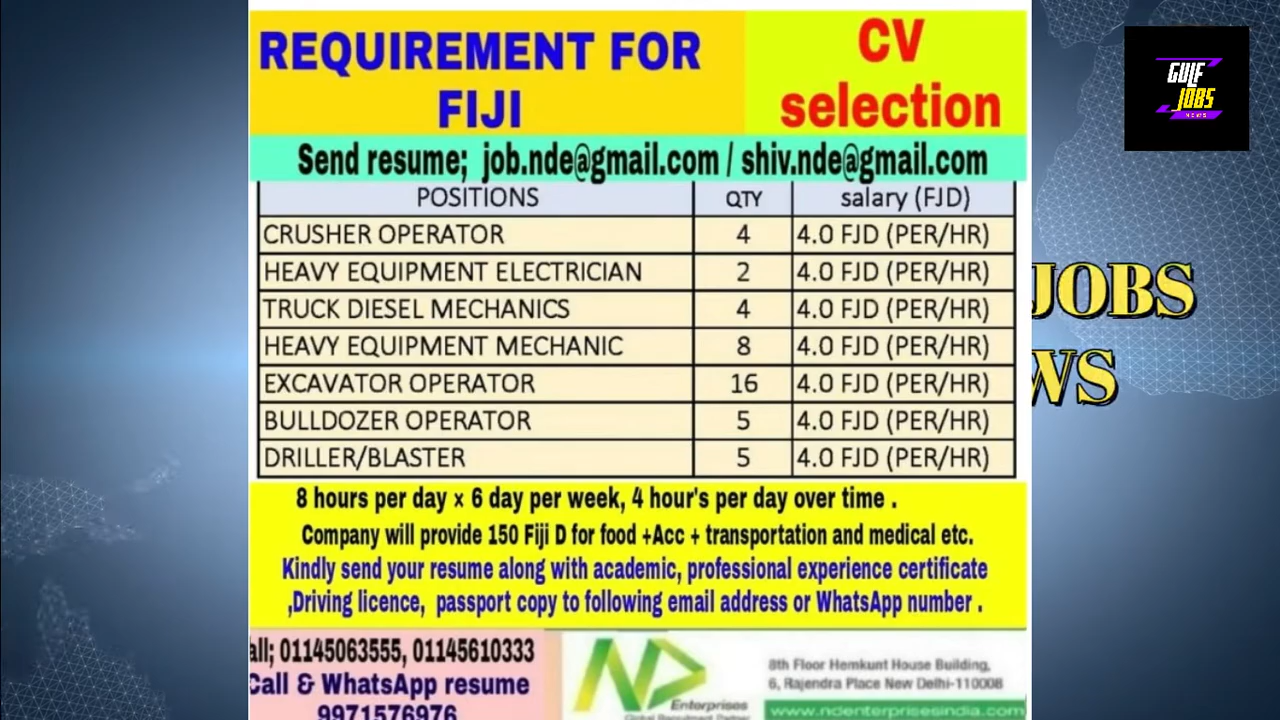 REQUIREMENT FOR
FIJI
CV
selection
GULF
JOBS
NEWS
Send resume; job.nde@gmail.com / shiv.nde@gmail.com
POSITIONS QTY salary (FJD)
CRUSHER OPERATOR 4 4.0 FJD (PER/HR)
HEAVY EQUIPMENT ELECTRICIAN 2 4.0 FJD (PER/HR)
TRUCK DIESEL MECHANICS 4 4.0 FJD (PER/HR)
HEAVY EQUIPMENT MECHANIC 8 4.0 FJD (PER/HR)
EXCAVATOR OPERATOR 16 4.0 FJD (PER/HR)
BULLDOZER OPERATOR 5 4.0 FJD (PER/HR)
DRILLER/BLASTER 5 4.0 FJD (PER/HR)
JOBS
WS
8 hours per day × 6 day per week, 4 hour's per day over time .
Company will provide 150 Fiji D for food +Acc + transportation and medical etc.
Kindly send your resume along with academic, professional experience certificate
,Driving licence, passport copy to following email address or WhatsApp number .
all; 01145063555, 01145610333
Call & WhatsApp resume
9971576976
ND
Enterprises
Global Recruitment Partner
8th Floor Hemkunt House Building,
6, Rajendra Place New Delhi-110008
www.ndenterprisesindia.com